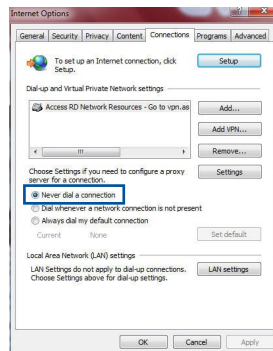 Internet Options
General Security Privacy Content Connections Programs Advanced
To set up an Internet connection, click
Setup.
Setup
Dial-up and Virtual Private Network settings
Access RD Network Resources - Go to vpn.as
Add...
Add VPN...
Remove...
Choose Settings if you need to configure a proxy
server for a connection.
Settings
Never dial a connection
Dial whenever a network connection is not present
Always dial my default connection
Current None
Set default
Local Area Network (LAN) settings
LAN Settings do not apply to dial-up connections.
Choose Settings above for dial-up settings.
LAN settings
OK Cancel Apply